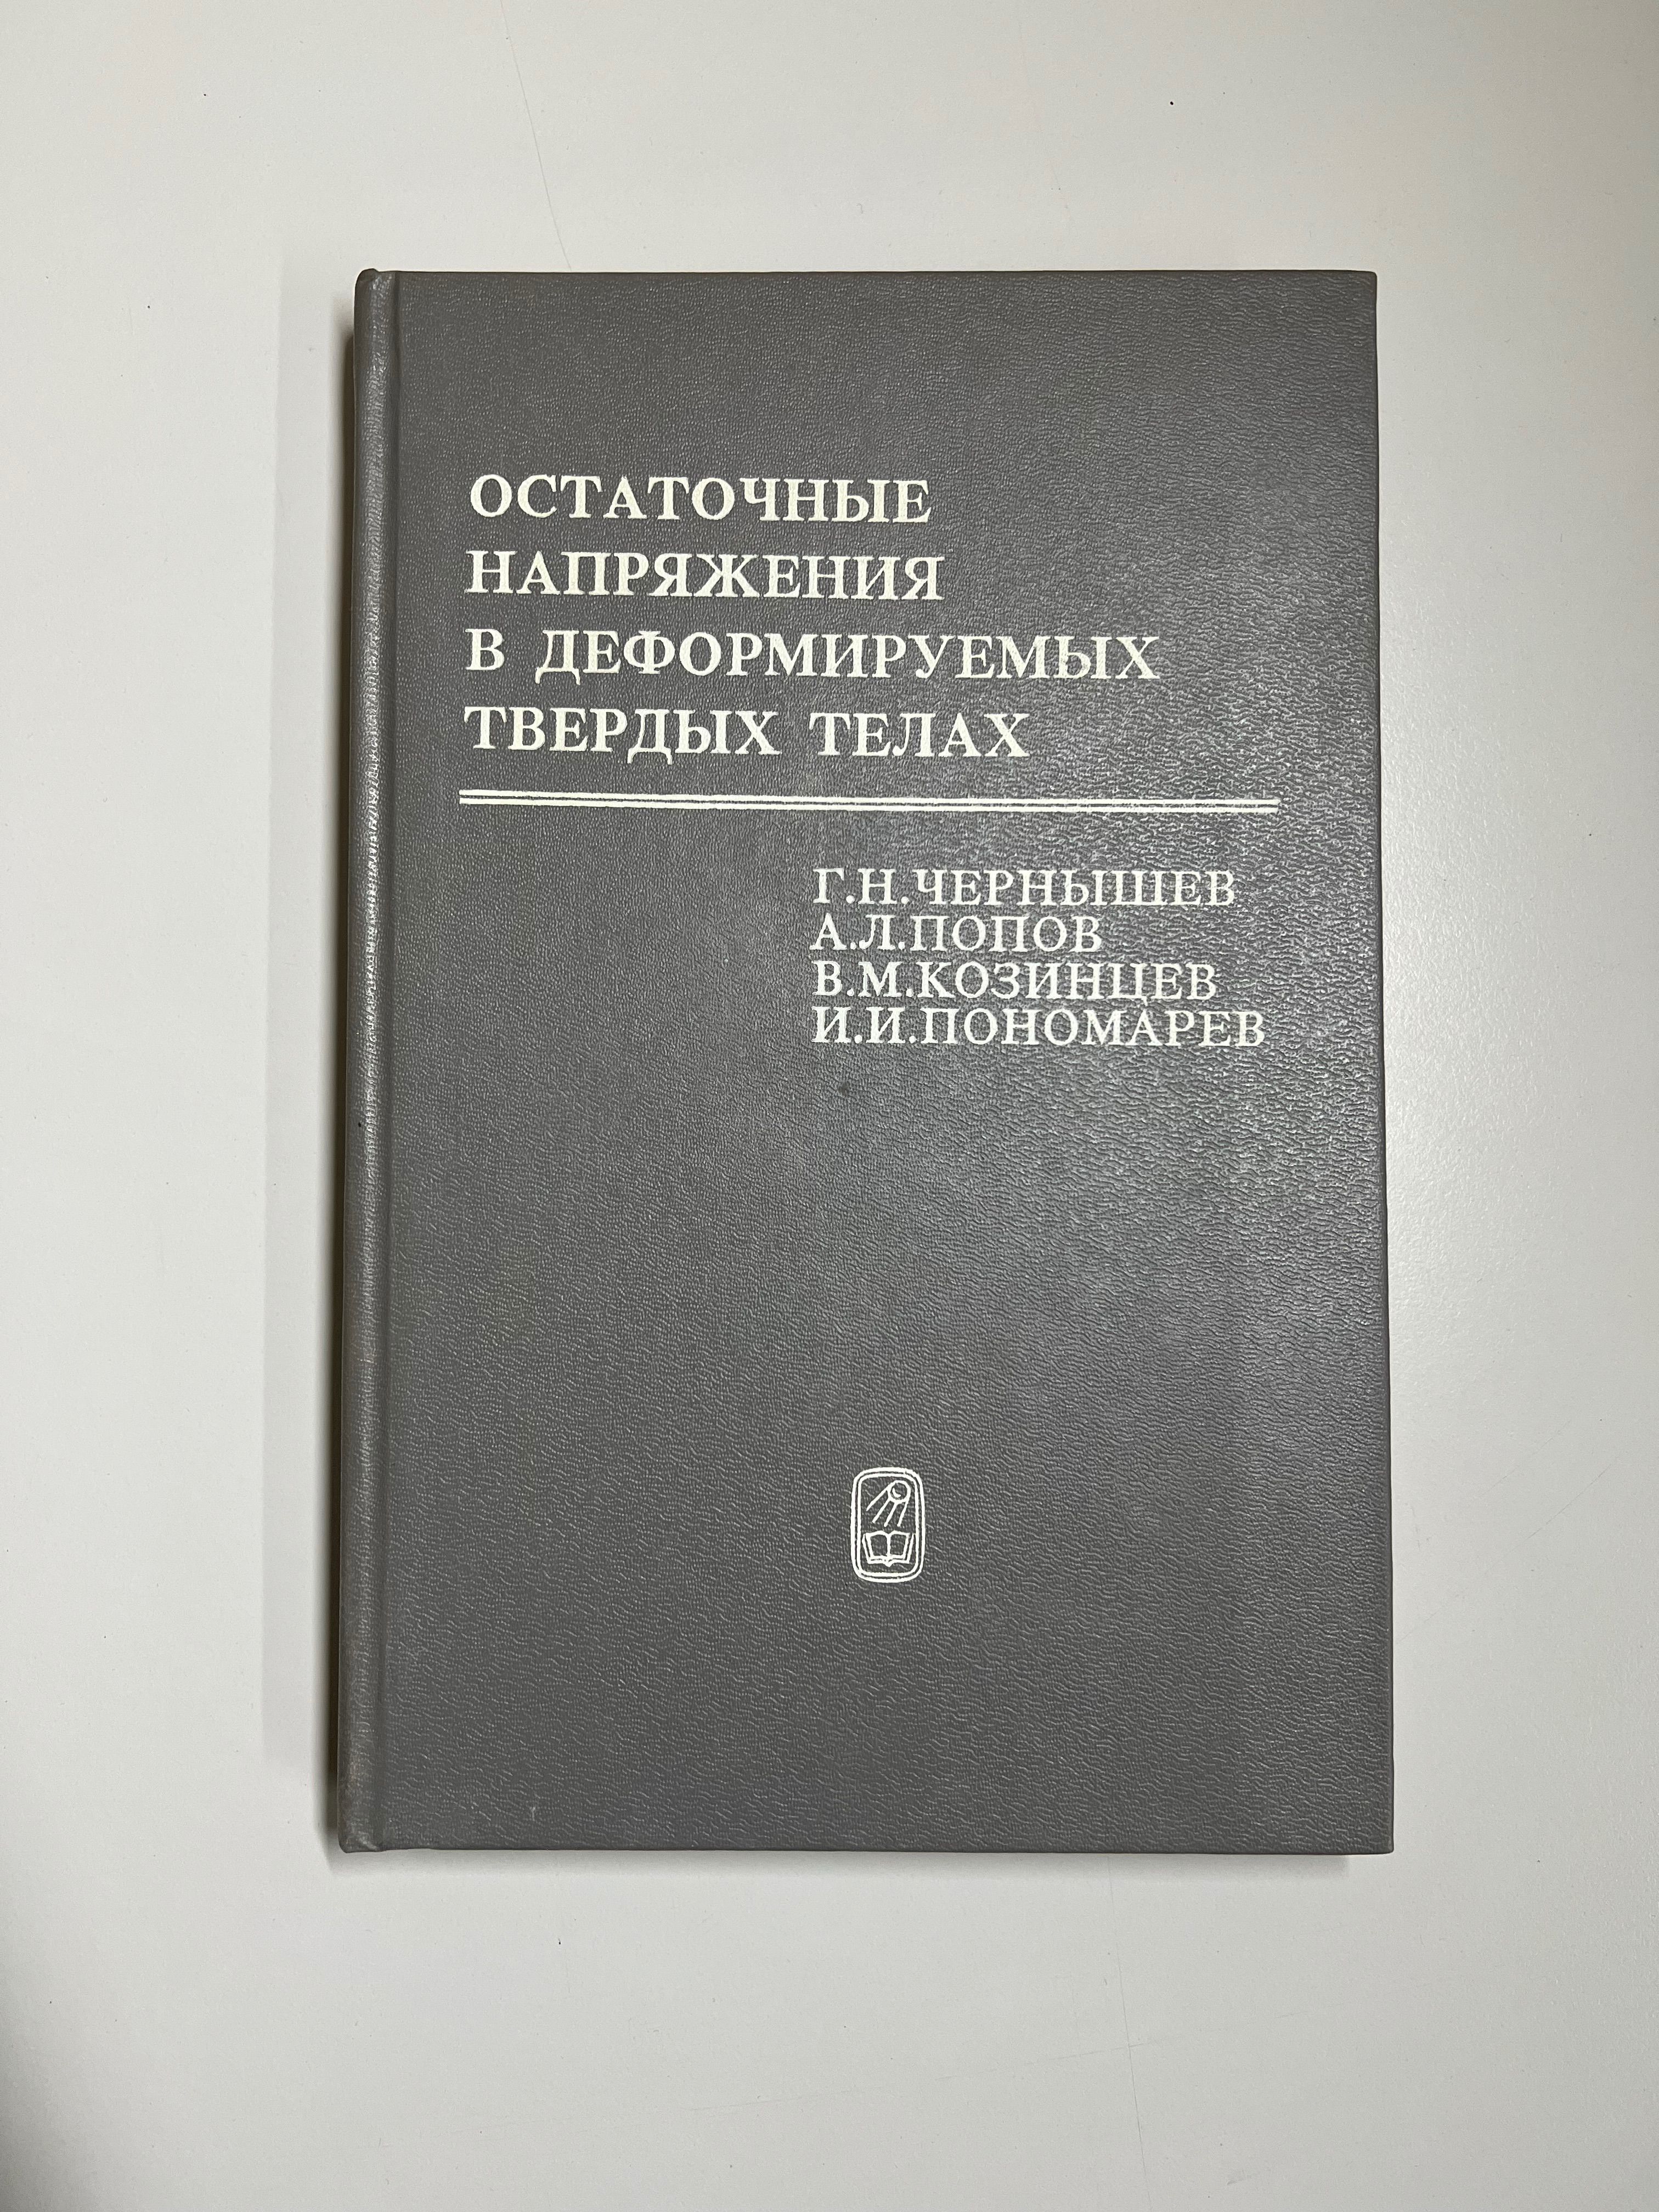 ОСТАТОЧНЫЕ
НАПРЯЖЕНИЯ
В ДЕФОРМИРУЕМЫХ
ТВЕРДЫХ ТЕЛАХ
Г.Н.ЧЕРНЫШЕВ
А.Л.ПОПОВ
В.М.КОЗИНЦЕВ
И.И.ПОНОМАРЕВ